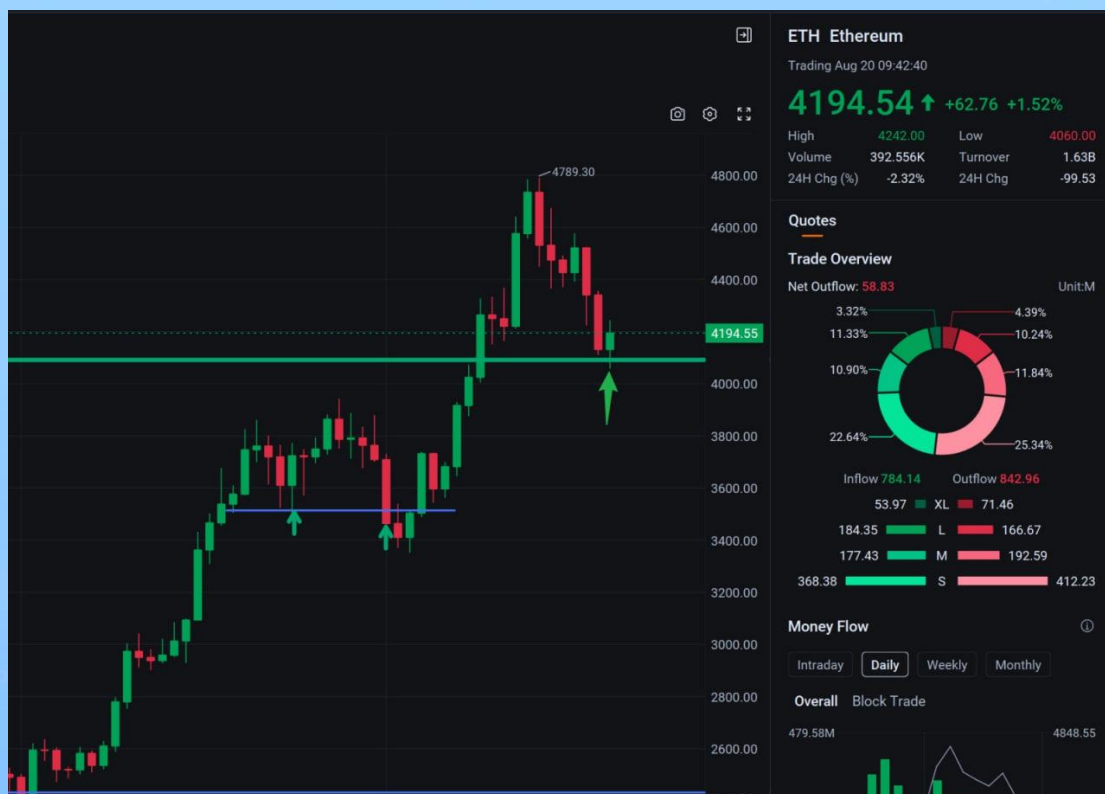 ETH Ethereum
Trading Aug 20 09:42:40
4194.54 +62.76 +1.52%
High 4242.00 Low 4060.00
Volume 392.556K Turnover 1.63B
24H Chg (%) -2.32% 24H Chg -99.53
Quotes
Trade Overview
Net Outflow: 58.83 Unit:M
3.32% 4.39%
11.33% 10.24%
10.90% 11.84%
22.64% 25.34%
Inflow 784.14 Outflow 842.96
53.97 XL 71.46
184.35 L 166.67
177.43 M 192.59
368.38 S 412.23
Money Flow
Intraday Daily Weekly Monthly
Overall Block Trade
479.58M 4848.55
4789.30
4800.00
4600.00
4400.00
4194.55
4000.00
3800.00
3600.00
3400.00
3200.00
3000.00
2800.00
2600.00